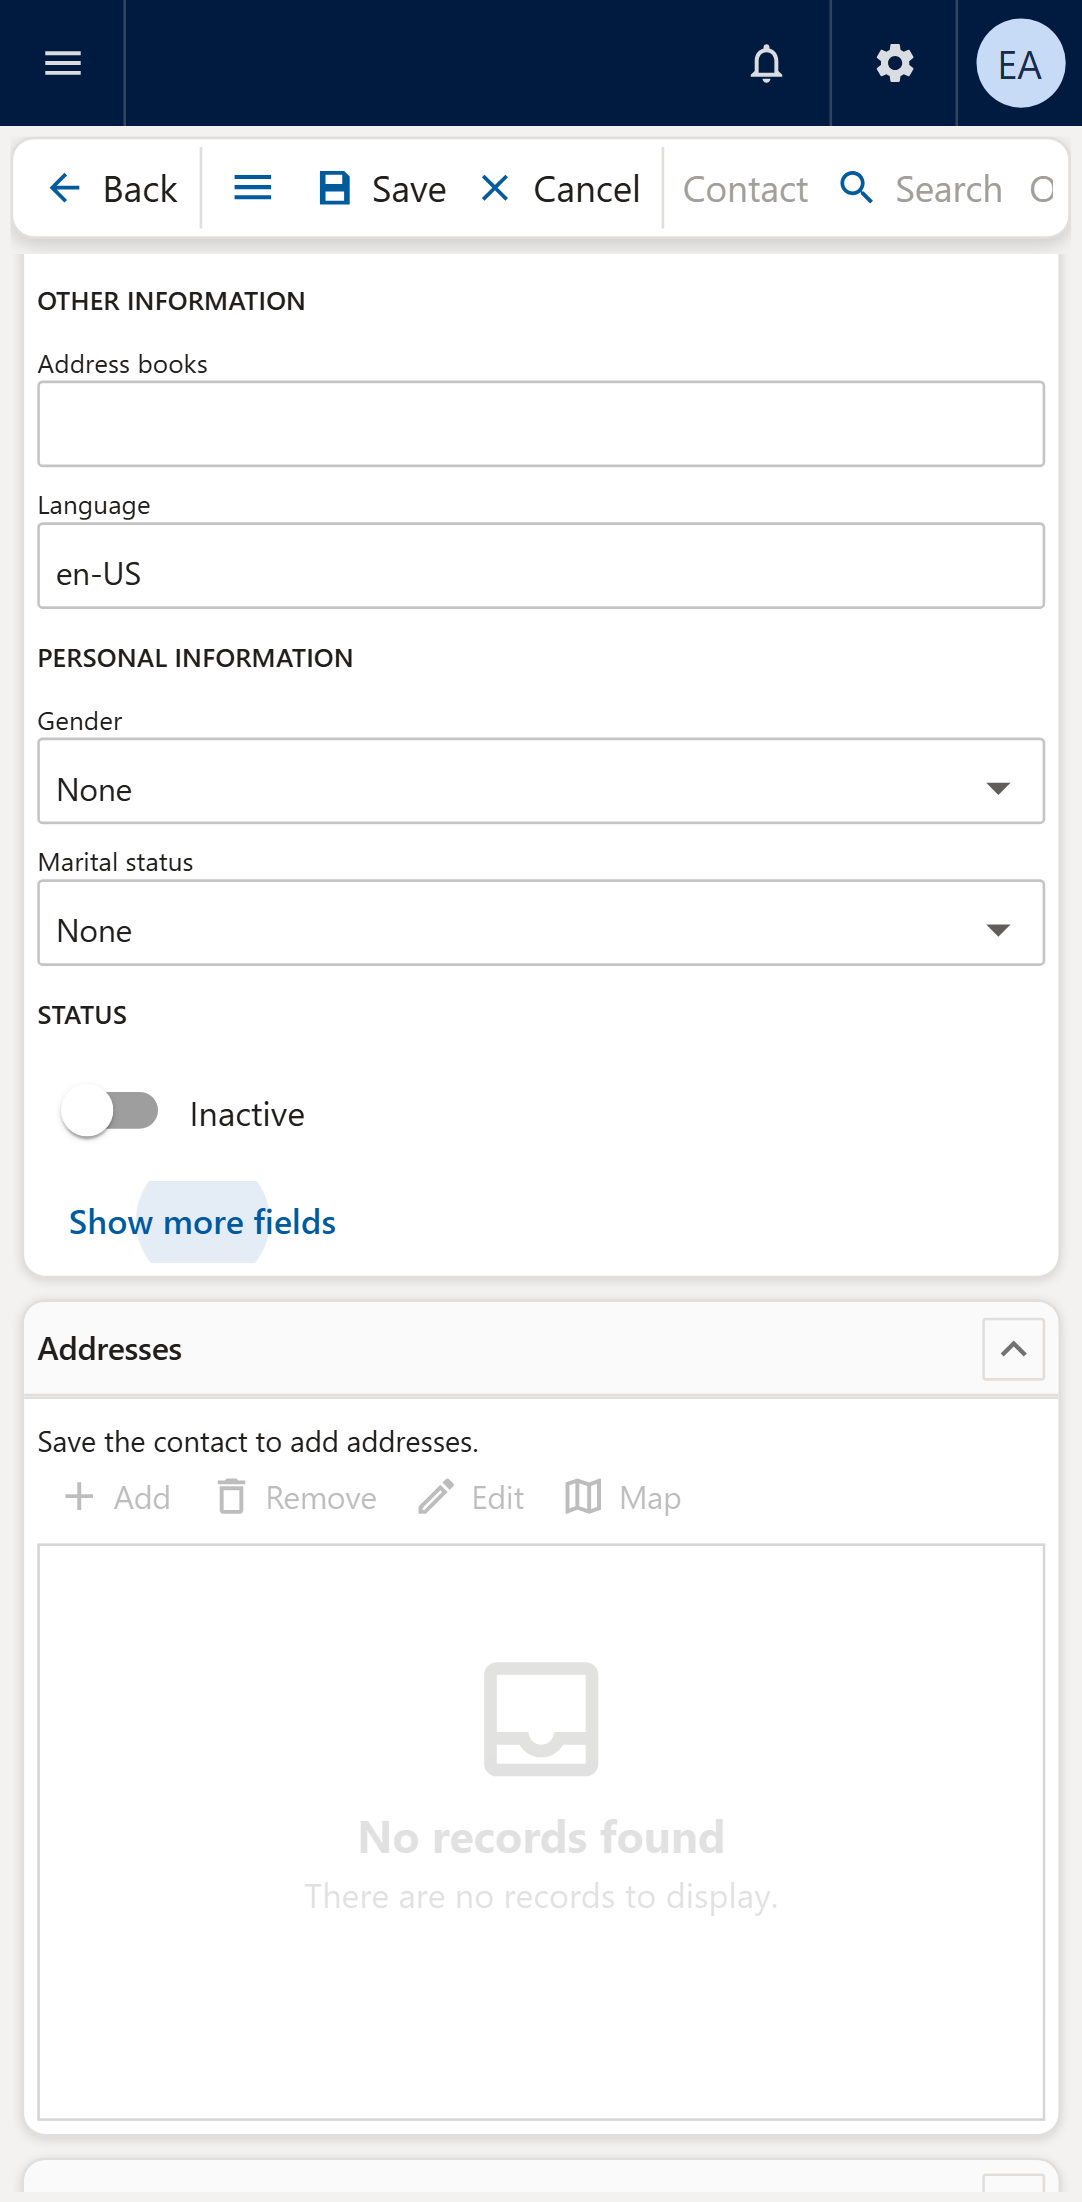 EA
Back
Save
Cancel
Contact
Search
OTHER INFORMATION
Address books
Language
en-US
PERSONAL INFORMATION
Gender
None
Marital status
None
STATUS
Inactive
Show more fields
Addresses
Save the contact to add addresses.
Add
Remove
Edit
Map
No records found
There are no records to display.